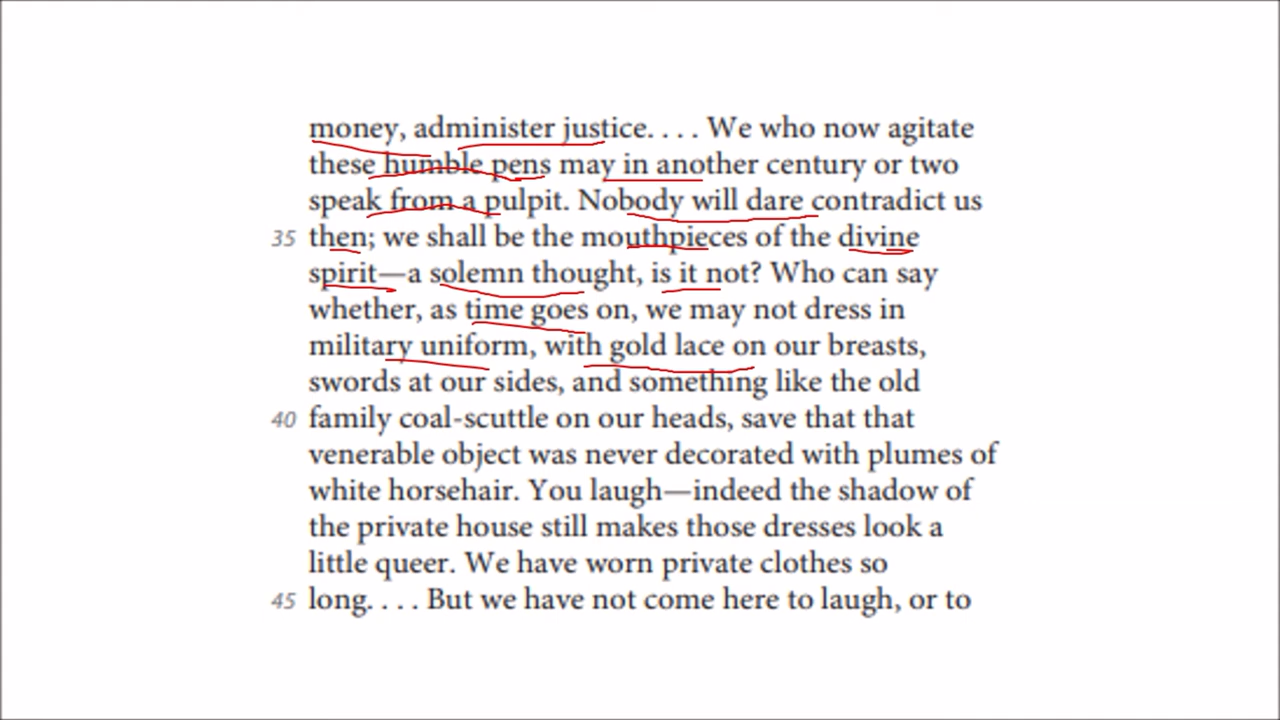 money, administer justice. . . . We who now agitate
these humble pens may in another century or two
speak from a pulpit. Nobody will dare contradict us
35 then; we shall be the mouthpieces of the divine
spirit—a solemn thought, is it not? Who can say
whether, as time goes on, we may not dress in
military uniform, with gold lace on our breasts,
swords at our sides, and something like the old
40 family coal-scuttle on our heads, save that that
venerable object was never decorated with plumes of
white horsehair. You laugh—indeed the shadow of
the private house still makes those dresses look a
little queer. We have worn private clothes so
45 long. . . . But we have not come here to laugh, or to